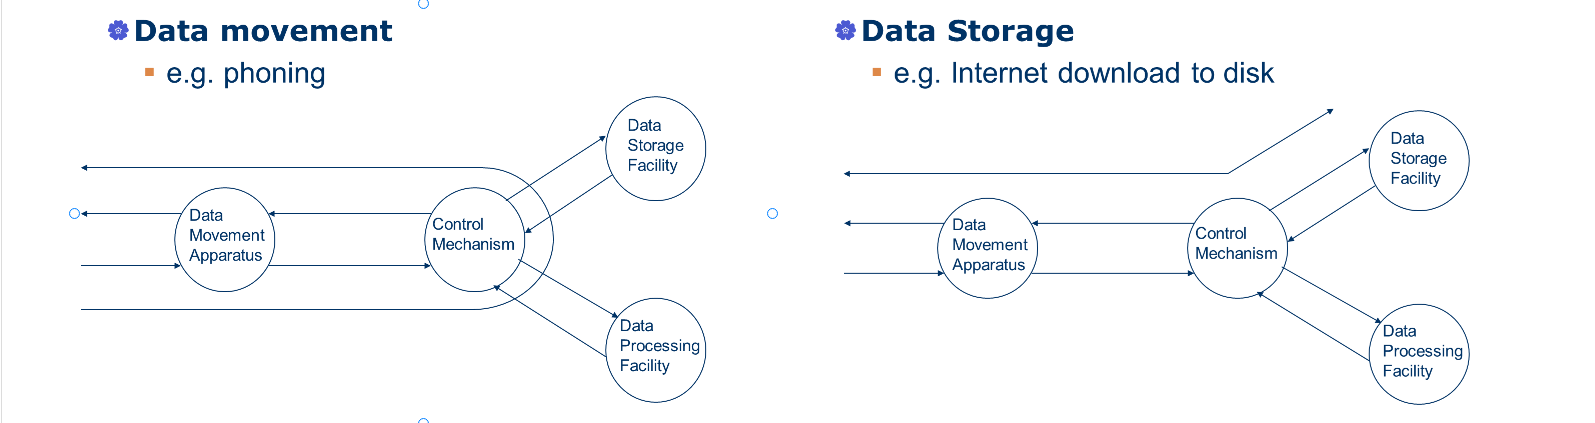 Data movement
e.g. phoning
Data
Storage
Facility
Data
Movement
Apparatus
Control
Mechanism
Data
Processing
Facility
Data Storage
e.g. Internet download to disk
Data
Storage
Facility
Data
Movement
Apparatus
Control
Mechanism
Data
Processing
Facility